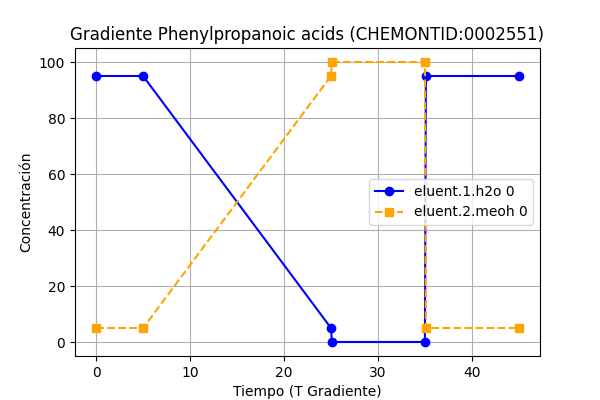 Gradiente Phenylpropanoic acids (CHEMONTID:0002551)
100
80
60
40
20
0
Concentración
eluent.1.h2o 0
eluent.2.meoh 0
0 10 20 30 40
Tiempo (T Gradiente)